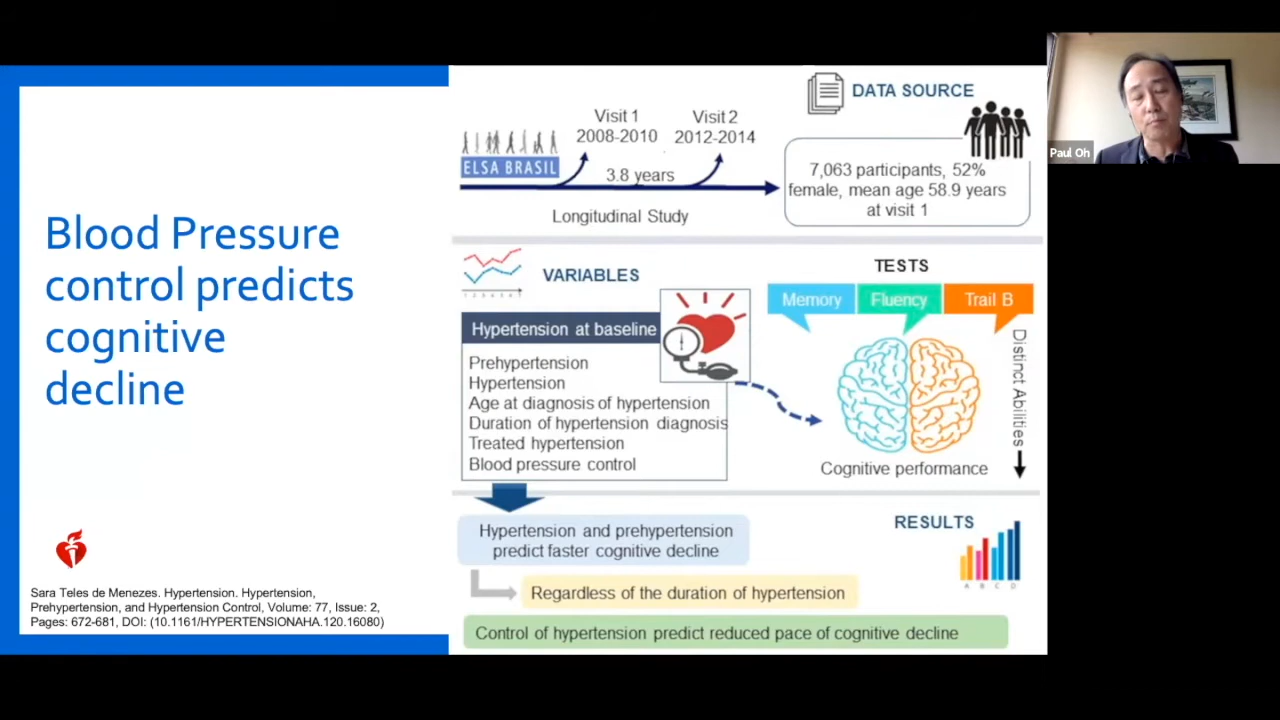 Blood Pressure
control predicts
cognitive
decline
Sara Teles de Menezes. Hypertension. Hypertension,
Prehypertension, and Hypertension Control, Volume: 77, Issue: 2,
Pages: 672-681, DOI: (10.1161/HYPERTENSIONAHA.120.16080)
ELSA BRASIL
Visit 1
2008-2010
Visit 2
2012-2014
3.8 years
Longitudinal Study
DATA SOURCE
7,063 participants, 52%
female, mean age 58.9 years
at visit 1
VARIABLES
Hypertension at baseline
Prehypertension
Hypertension
Age at diagnosis of hypertension
Duration of hypertension diagnosis
Treated hypertension
Blood pressure control
TESTS
Memory
Fluency
Trail B
Distinct Abilities
Cognitive performance
RESULTS
A B C D
Hypertension and prehypertension
predict faster cognitive decline
Regardless of the duration of hypertension
Control of hypertension predict reduced pace of cognitive decline
Paul Oh